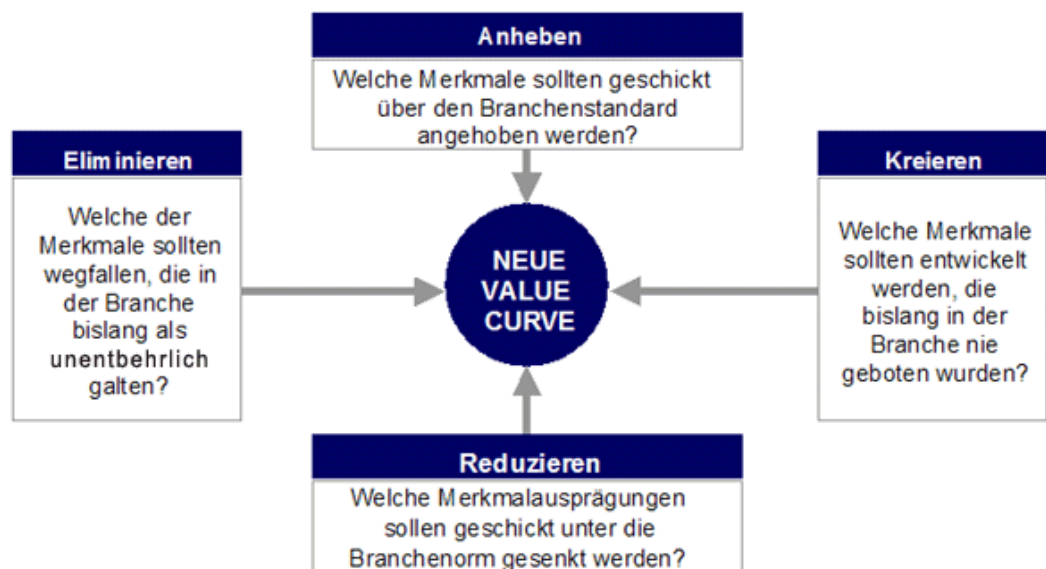 Anheben
Welche Merkmale sollten geschickt
über den Branchenstandard
angehoben werden?
Eliminieren
Welche der
Merkmale sollten
wegfallen, die in
der Branche
bislang als
unentbehrlich
galten?
NEUE
VALUE
CURVE
Kreieren
Welche Merkmale
sollten entwickelt
werden, die
bislang in der
Branche nie
geboten wurden?
Reduzieren
Welche Merkmalausprägungen
sollen geschickt unter die
Branchenorm gesenkt werden?